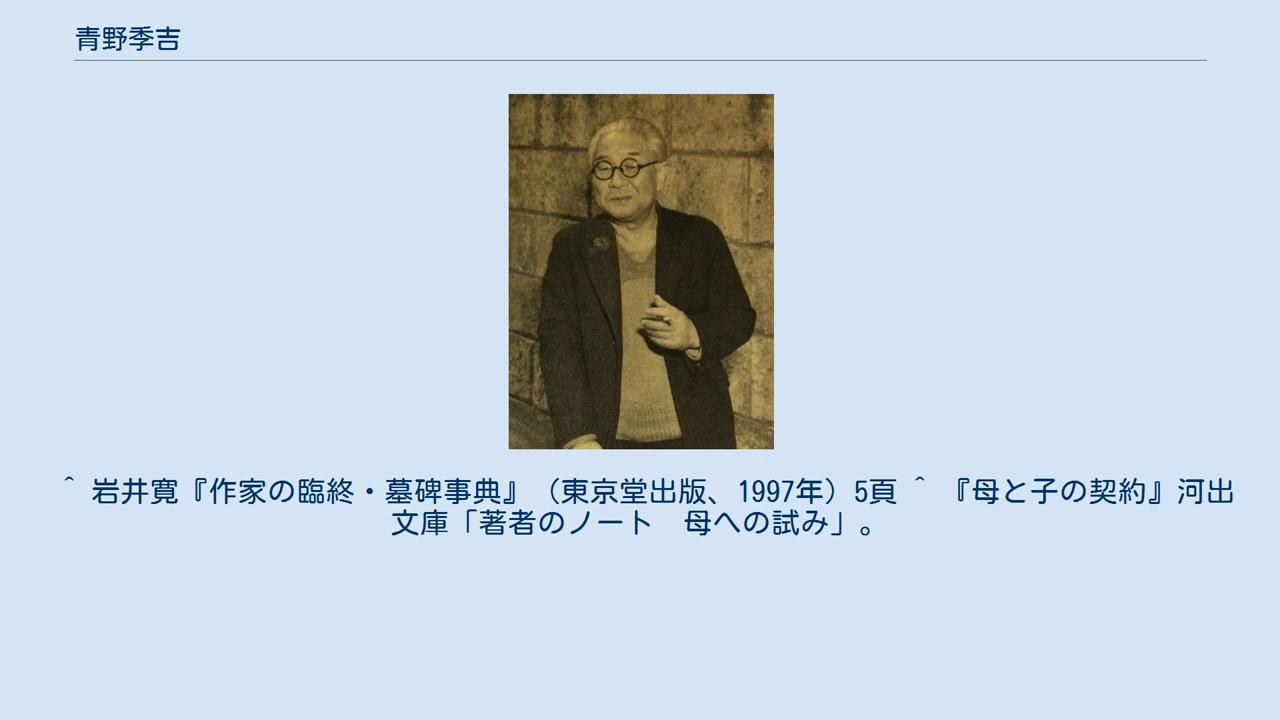 青野季吉
^ 岩井寛『作家の臨終・墓碑事典』（東京堂出版、1997年）5頁 ^ 『母と子の契約』河出
文庫「著者のノート　母への試み」。